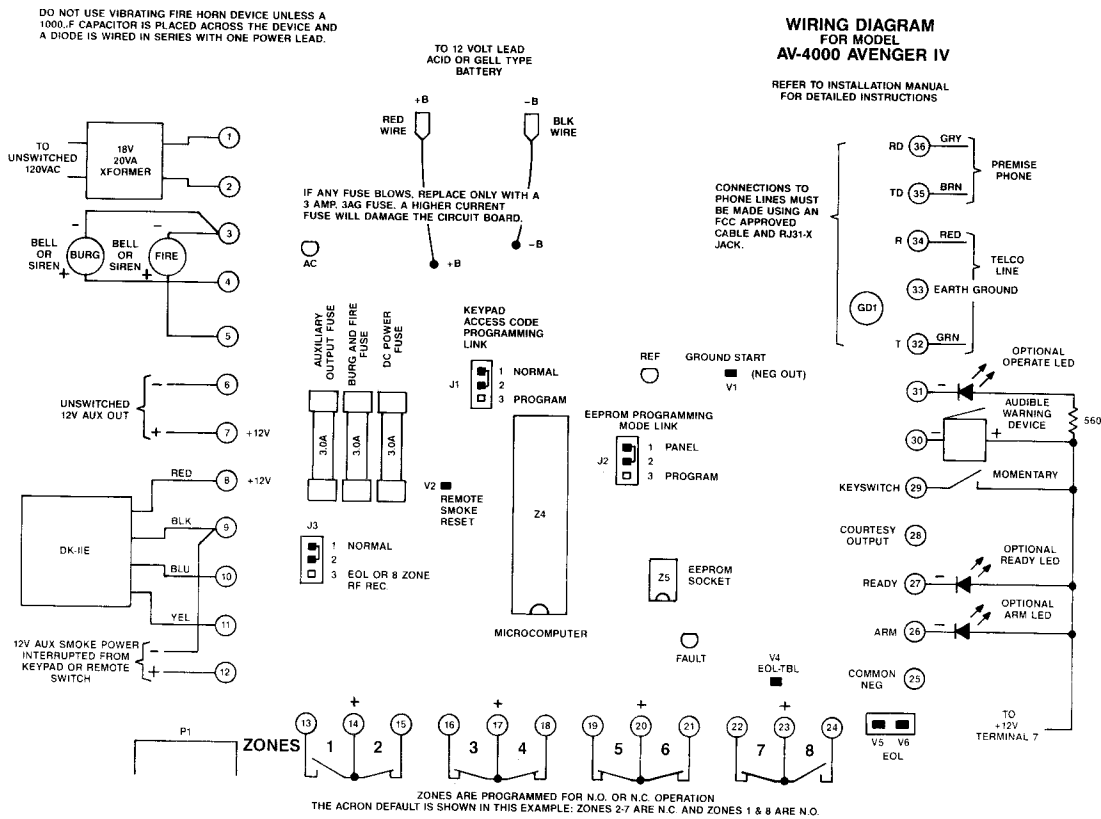 DO NOT USE VIBRATING FIRE HORN DEVICE UNLESS A
1000..F CAPACITOR IS PLACED ACROSS THE DEVICE AND
A DIODE IS WIRED IN SERIES WITH ONE POWER LEAD.
WIRING DIAGRAM
FOR MODEL
AV-4000 AVENGER IV
REFER TO INSTALLATION MANUAL
FOR DETAILED INSTRUCTIONS
TO 12 VOLT LEAD
ACID OR GELL TYPE
BATTERY
+B
-B
RED
WIRE
BLK
WIRE
TO
UNSWITCHED
120VAC
18V
20VA
XFORMER
1
2
IF ANY FUSE BLOWS, REPLACE ONLY WITH A
3 AMP. 3AG FUSE. A HIGHER CURRENT
FUSE WILL DAMAGE THE CIRCUIT BOARD.
-B
+B
AC
-
-
3
BELL
OR
SIREN
+
BURG
BELL
OR
SIREN
+
FIRE
4
5
UNSWITCHED
12V AUX OUT
-
6
+
7
+12V
RED
8
+12V
DK-IIE
BLK
9
BLU
10
YEL
11
12V AUX SMOKE POWER
INTERRUPTED FROM
KEYPAD OR REMOTE
SWITCH
-
+
12
AUXILIARY
OUTPUT FUSE
BURG AND FIRE
FUSE
DC POWER
FUSE
3.0A
3.0A
3.0A
KEYPAD
ACCESS CODE
PROGRAMMING
LINK
J1
1 NORMAL
2
3 PROGRAM
V2
REMOTE
SMOKE
RESET
J3
1 NORMAL
2
3 EOL OR 8 ZONE
RF REC.
Z4
MICROCOMPUTER
REF
GROUND START
(NEG OUT)
V1
EEPROM PROGRAMMING
MODE LINK
J2
1 PANEL
2
3 PROGRAM
Z5
EEPROM
SOCKET
FAULT
V4
EOL-TBL
CONNECTIONS TO
PHONE LINES MUST
BE MADE USING AN
FCC APPROVED
CABLE AND RJ31-X
JACK.
RD 36 GRY
TD 35 BRN
PREMISE
PHONE
R 34 RED
33 EARTH GROUND
T 32 GRN
TELCO
LINE
GD1
OPTIONAL
OPERATE LED
31 -
560
AUDIBLE
WARNING
DEVICE
30 - +
KEYSWITCH 29 MOMENTARY
COURTESY
OUTPUT
28
OPTIONAL
READY LED
READY 27 -
OPTIONAL
ARM LED
ARM 26 -
COMMON
NEG
25
V5 V6
EOL
TO
+12V
TERMINAL 7
P1
ZONES
13 + 14 15
1 2
16 + 17 18
3 4
19 + 20 21
5 6
22 + 23 24
7 8
ZONES ARE PROGRAMMED FOR N.O. OR N.C. OPERATION
THE ACRON DEFAULT IS SHOWN IN THIS EXAMPLE: ZONES 2-7 ARE N.C. AND ZONES 1 & 8 ARE N.O.